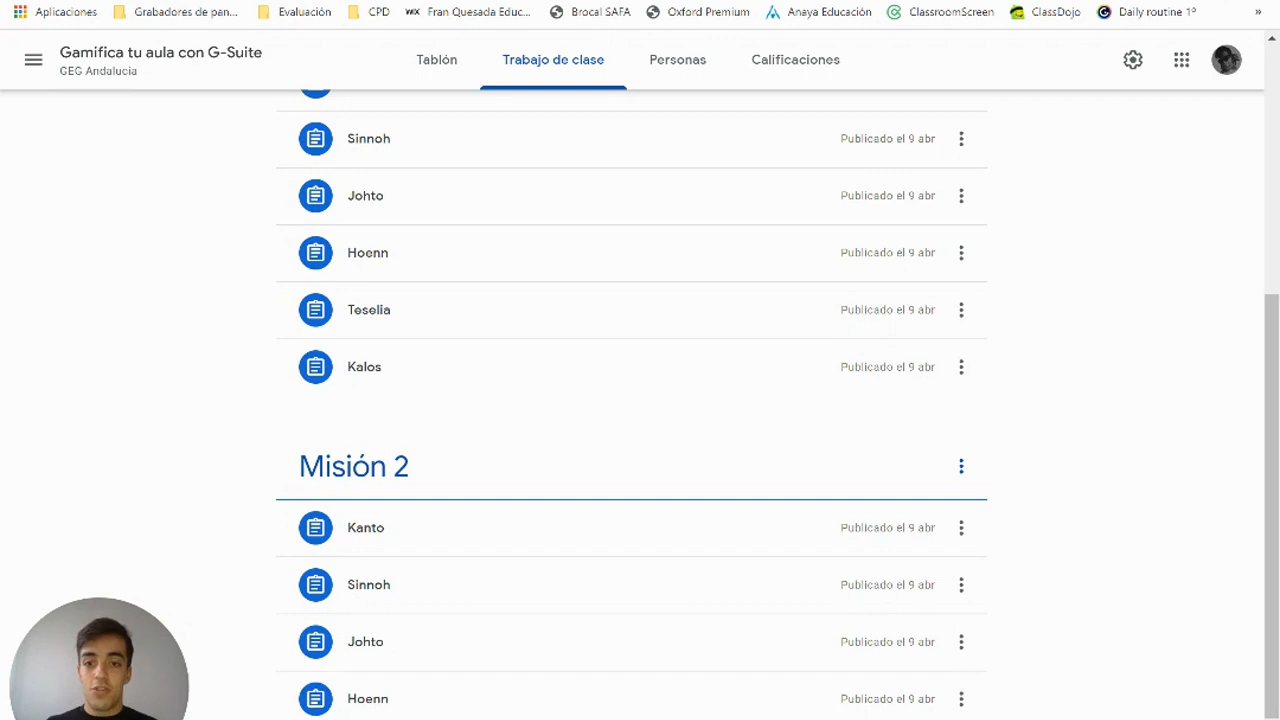 Aplicaciones
Grabadores de pan...
Evaluación
CPD
WIX Fran Quesada Educ...
Brocal SAFA
Oxford Premium
Anaya Educación
ClassroomScreen
ClassDojo
Daily routine 1º
»
Gamifica tu aula con G-Suite
GEG Andalucia
Tablón
Trabajo de clase
Personas
Calificaciones
Sinnoh Publicado el 9 abr
Johto Publicado el 9 abr
Hoenn Publicado el 9 abr
Teselia Publicado el 9 abr
Kalos Publicado el 9 abr
Misión 2
Kanto Publicado el 9 abr
Sinnoh Publicado el 9 abr
Johto Publicado el 9 abr
Hoenn Publicado el 9 abr